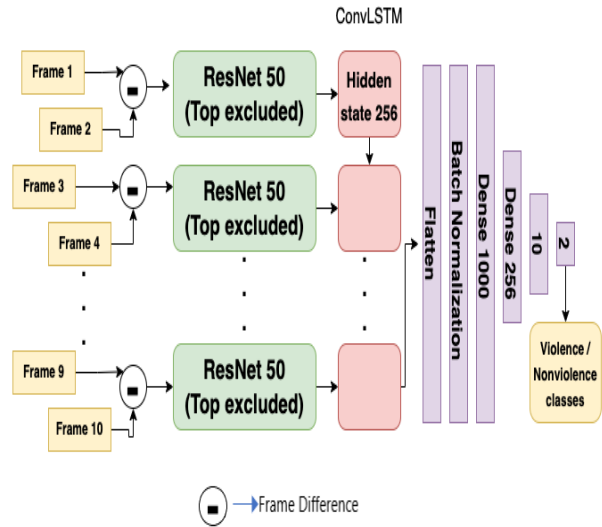 ConvLSTM
Frame 1
Frame 2
-
ResNet 50
(Top excluded)
Hidden
state 256
Frame 3
Frame 4
-
ResNet 50
(Top excluded)
Frame 9
Frame 10
-
ResNet 50
(Top excluded)
Flatten
Batch Normalization
Dense 1000
Dense 256
10
2
Violence /
Nonviolence
classes
- Frame Difference